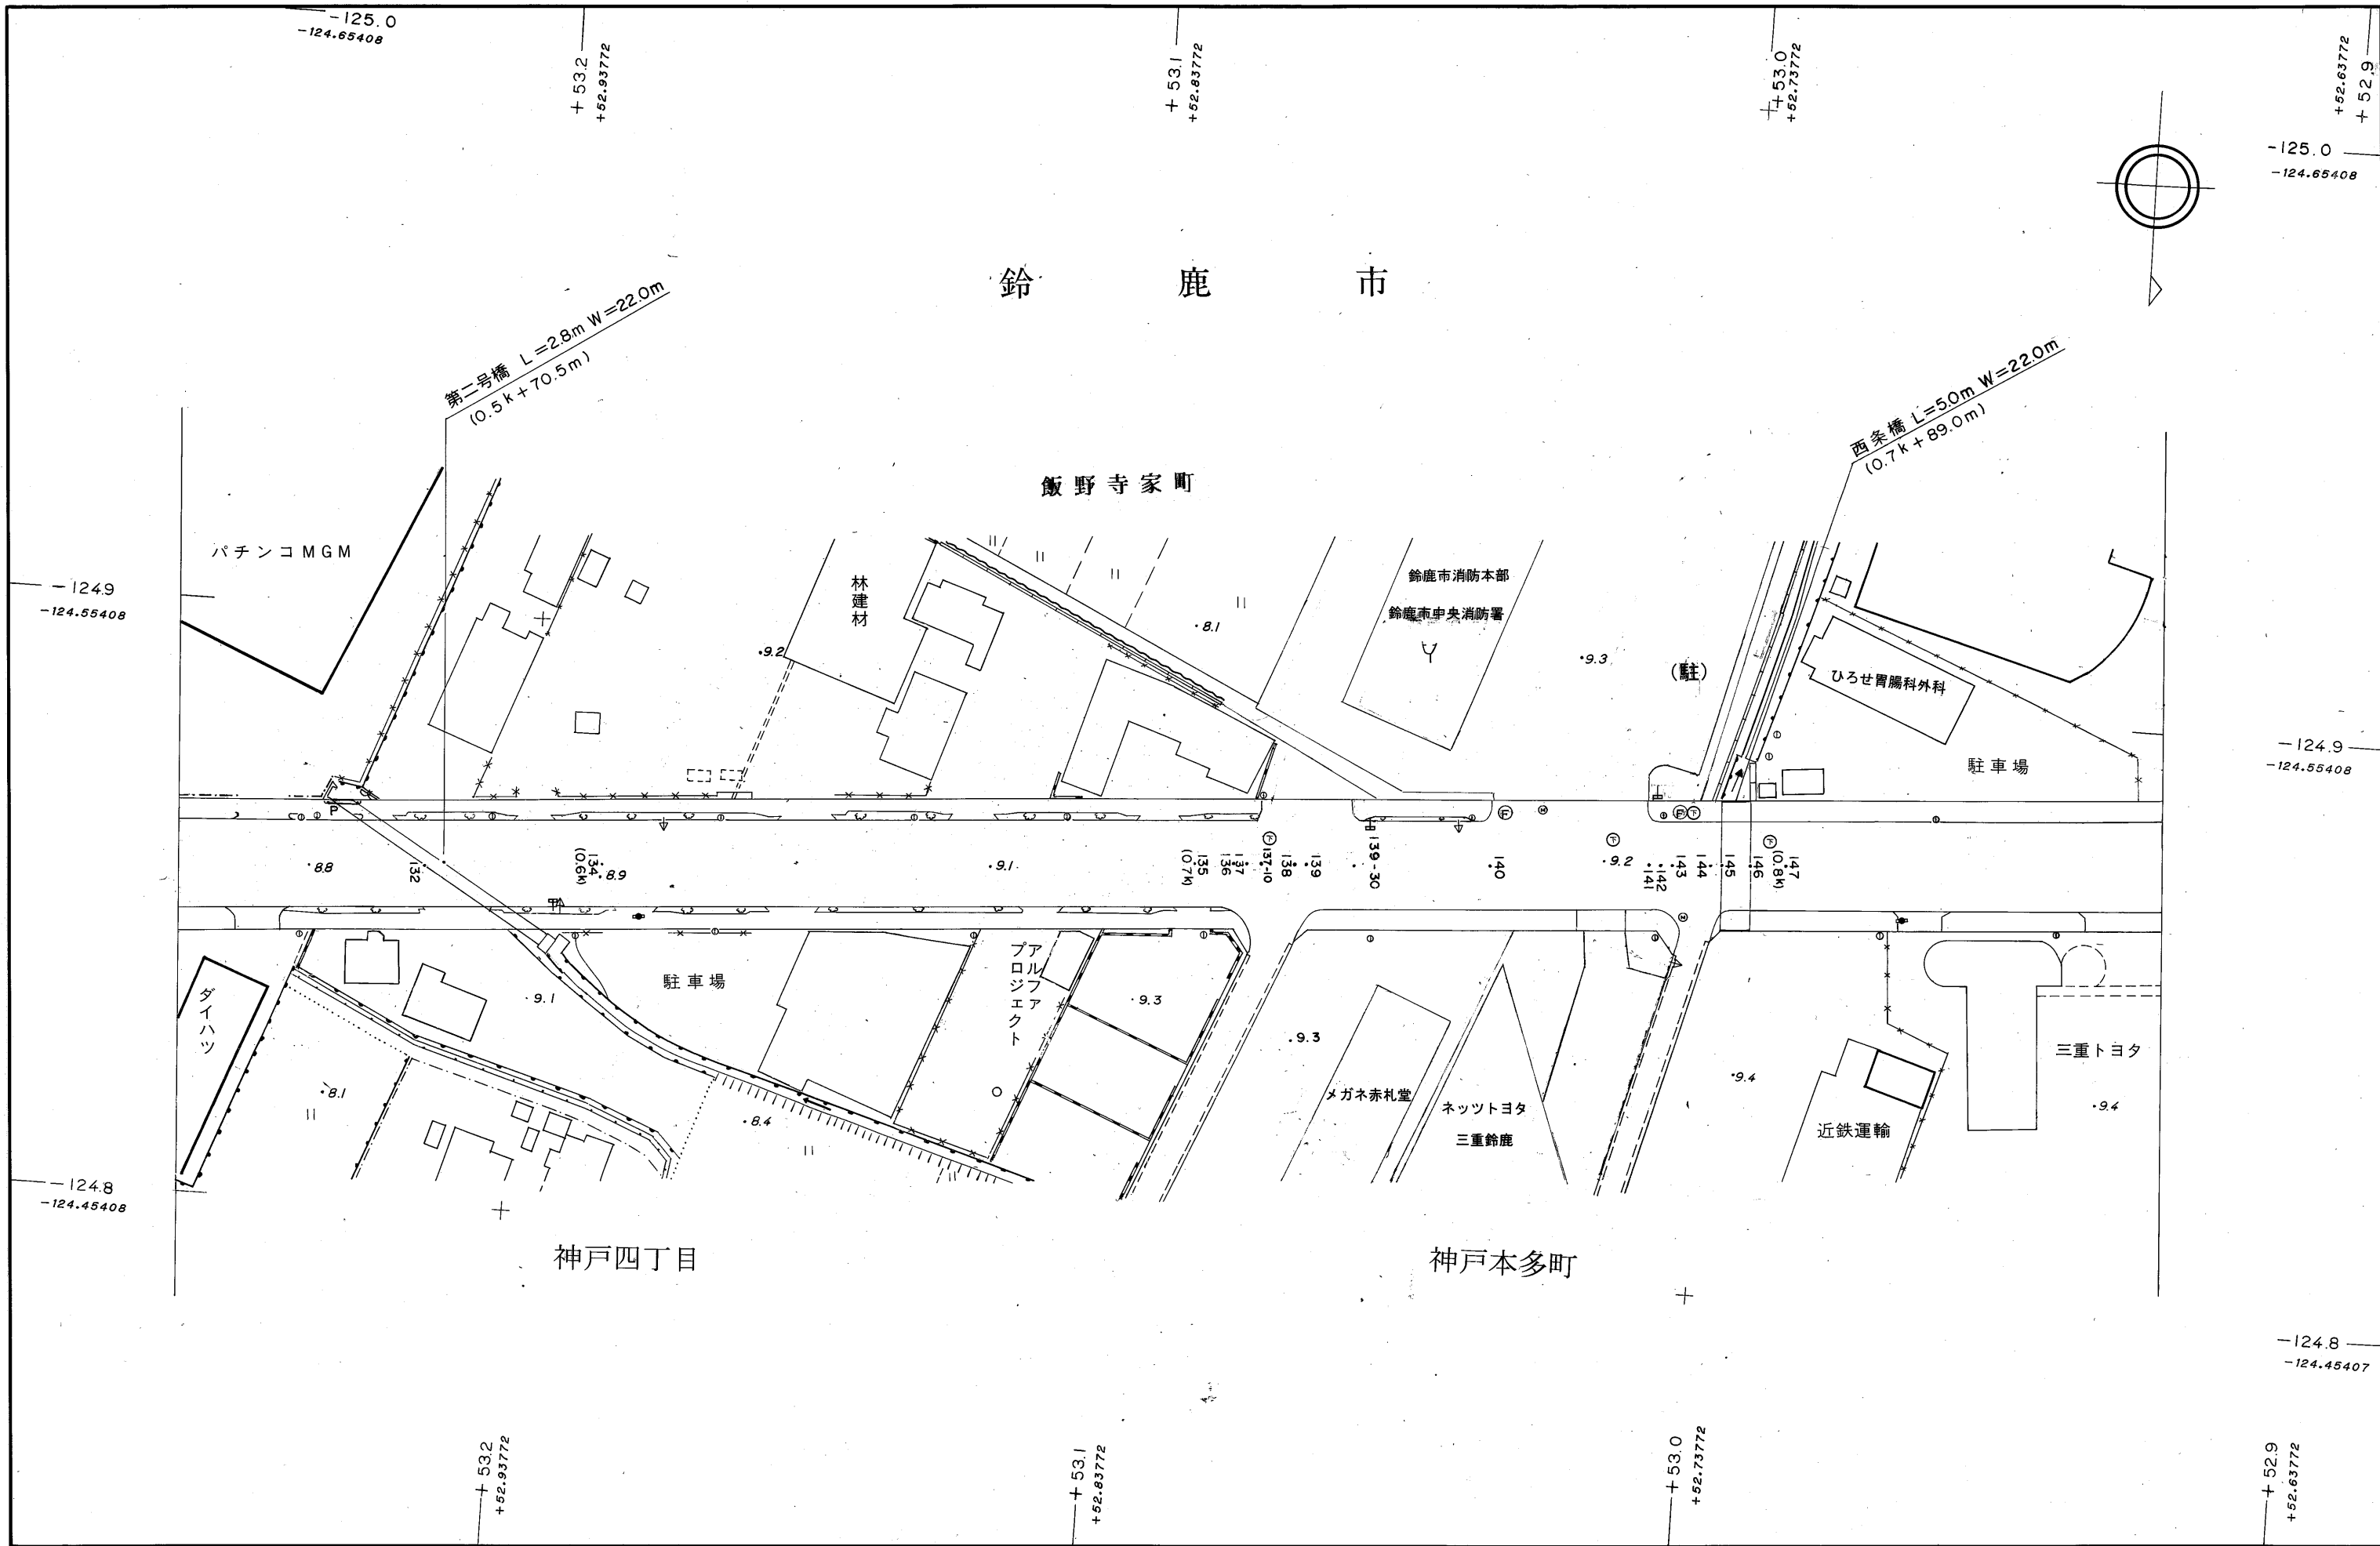 -125.0
-124.65408
+53.2
+52.93772
+53.1
+52.83772
+53.0
+52.73772
+52.63772
+52.9
-125.0
-124.65408
鈴鹿市
第二号橋 L=2.8m W=22.0m
(0.5k+70.5m)
西条橋 L=5.0m W=22.0m
(0.7k+89.0m)
飯野寺家町
パチンコMGM
林建材
鈴鹿市消防本部
鈴鹿市中央消防署
-124.9
-124.55408
9.2
8.1
9.3
(駐)
ひろせ胃腸科外科
駐車場
-124.9
-124.55408
P
F
M
P
下
下
下
下
8.8
132
134
(0.6k)
8.9
9.1
135
(0.7k)
136
137
137-10
138
139
139-30
140
9.2
141
142
143
144
145
146
147
(0.8k)
M
ダイハツ
9.1
駐車場
アルファ
プロジェクト
9.3
9.3
メガネ赤札堂
ネッツトヨタ
三重鈴鹿
9.4
近鉄運輸
三重トヨタ
9.4
8.1
8.4
-124.8
-124.45408
神戸四丁目
神戸本多町
-124.8
-124.45407
+53.2
+52.93772
+53.1
+52.83772
+53.0
+52.73772
+52.9
+52.63772